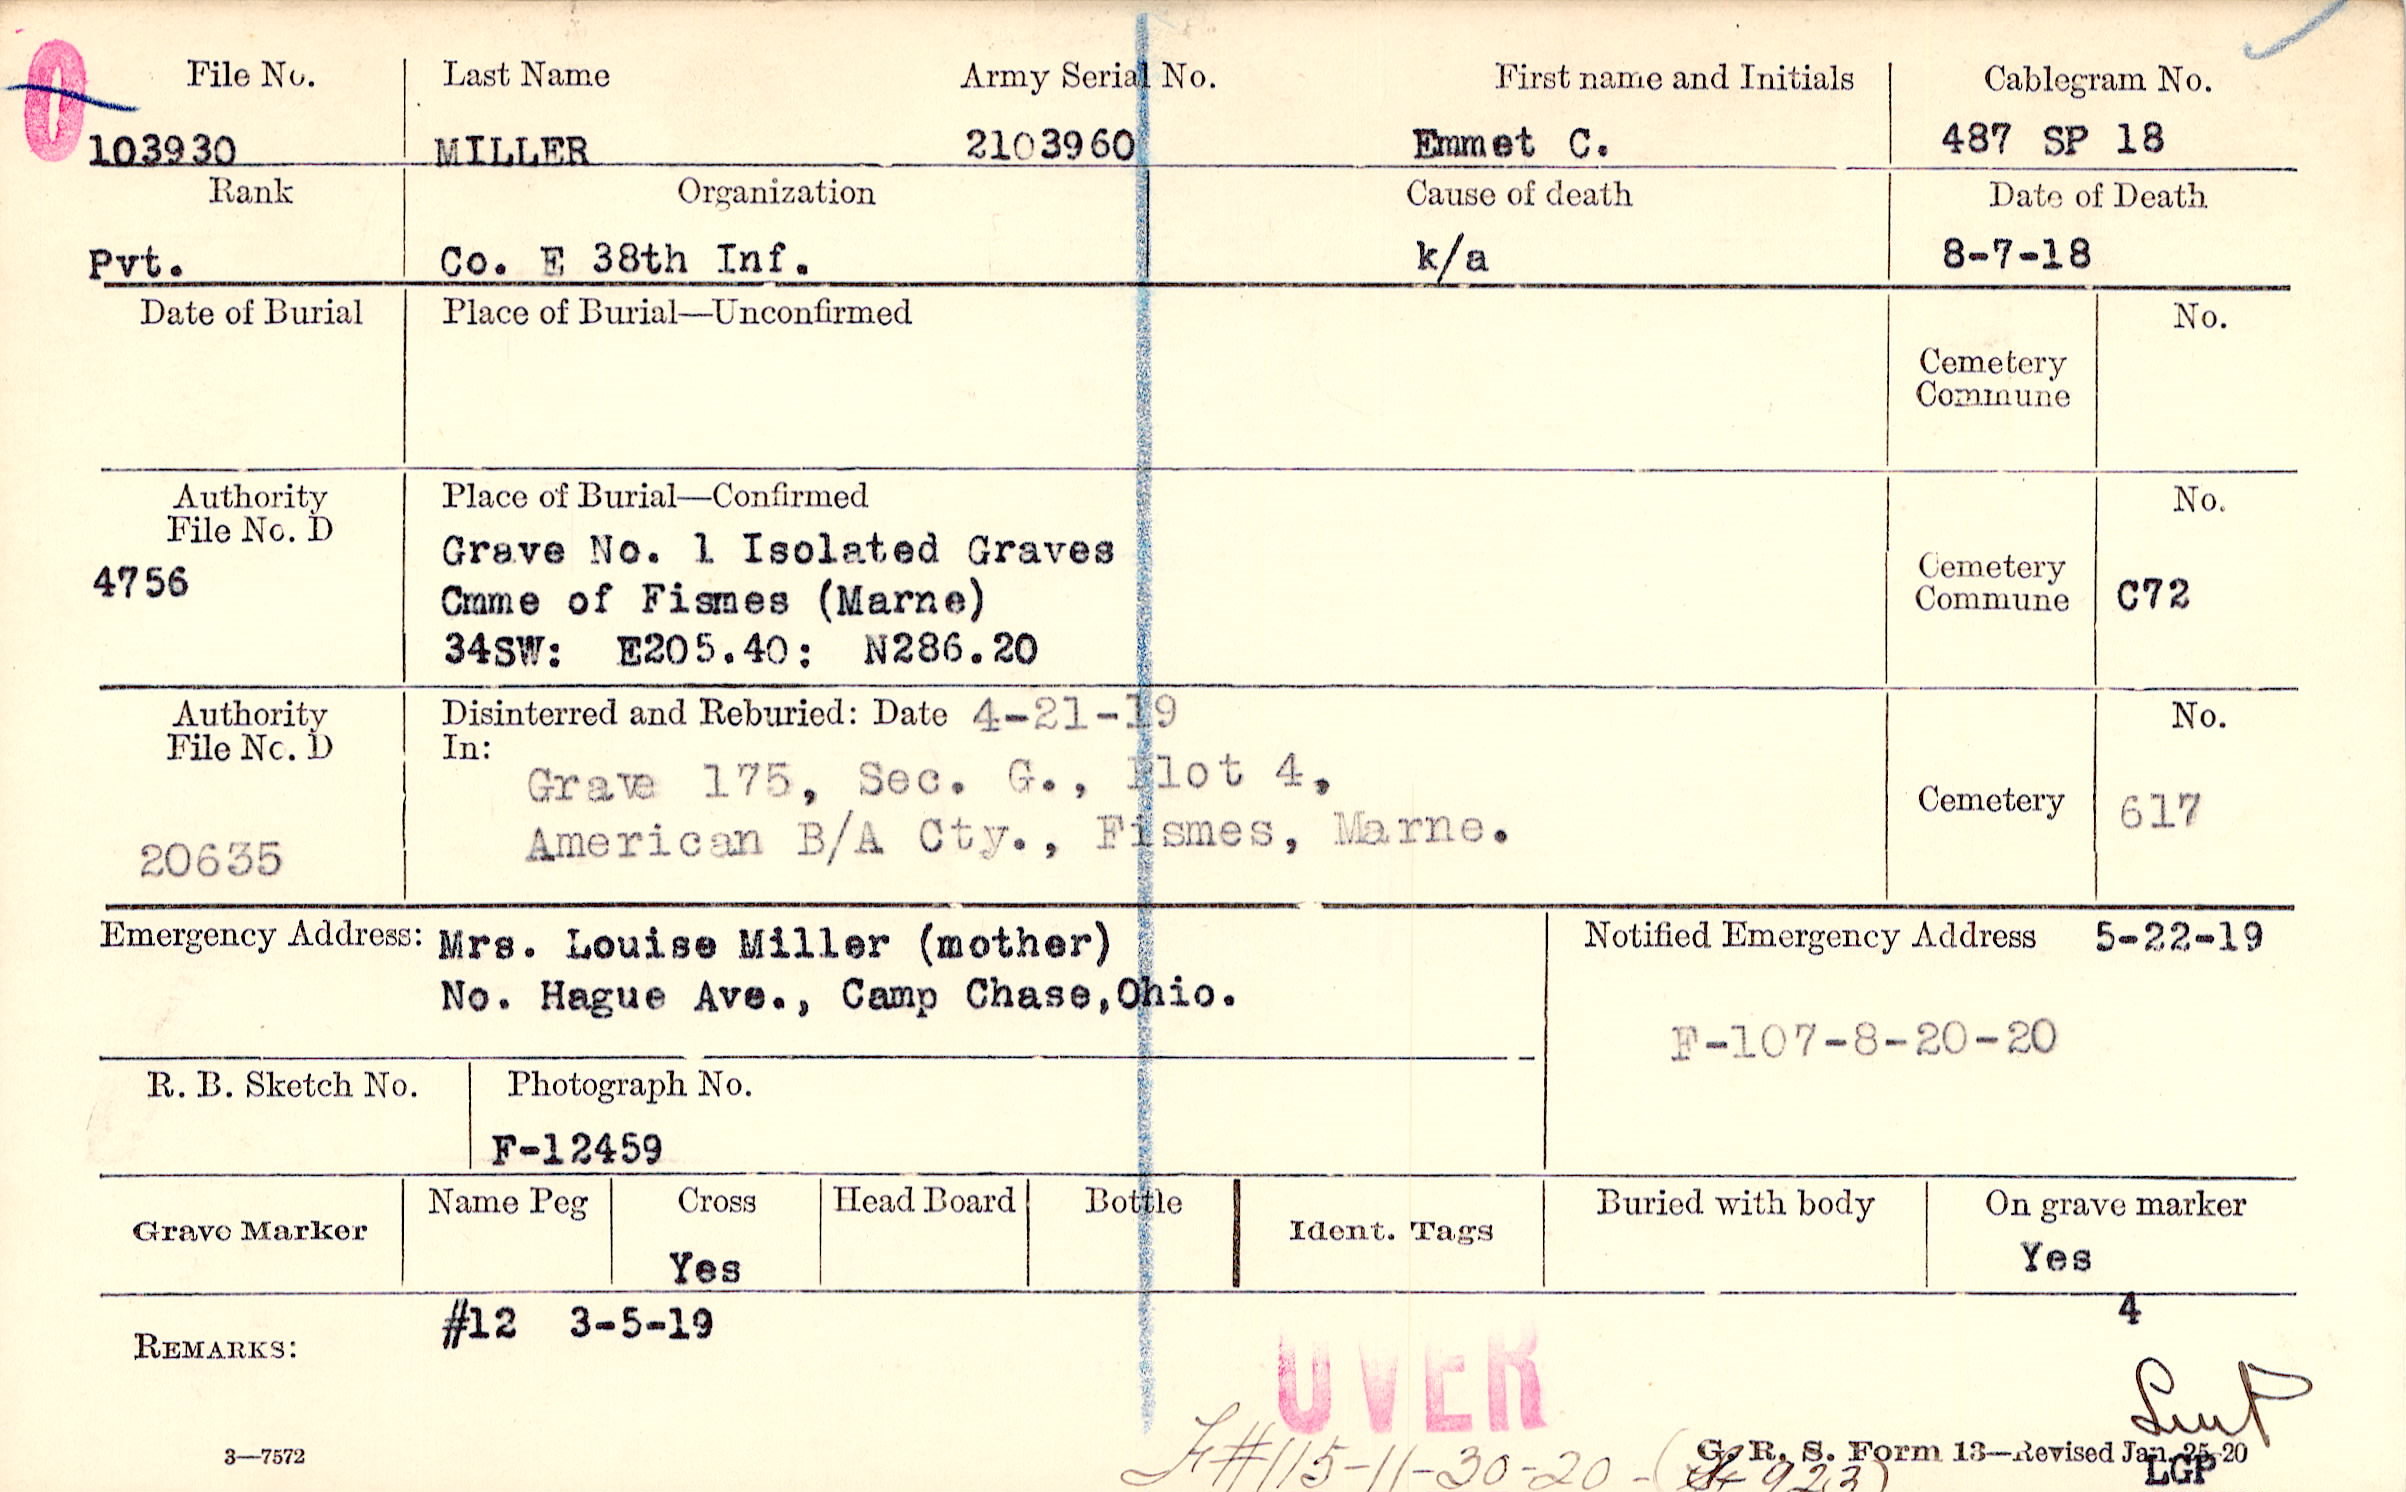 0
File No. Last Name Army Serial No. First name and Initials Cablegram No.
103930 MILLER 2103960 Emmet C. 487 SP 18
Rank Organization Cause of death Date of Death
Pvt. Co. E 38th Inf. k/a 8-7-18
Date of Burial Place of Burial—Unconfirmed No.
Cemetery
Commune
Authority Place of Burial—Confirmed No.
File No. D
4756
Grave No. 1 Isolated Graves
Cmme of Fismes (Marne)
34SW: E205.40: N286.20
Cemetery
Commune C72
Authority Disinterred and Reburied: Date 4-21-19 No.
File No. D In:
Grave 175, Sec. G., Plot 4,
American B/A Cty., Fismes, Marne.
Cemetery 617
20635
Emergency Address: Mrs. Louise Miller (mother)
No. Hague Ave., Camp Chase,Ohio.
Notified Emergency Address 5-22-19
F-107-8-20-20
R. B. Sketch No. Photograph No.
F-12459
Grave Marker Name Peg Cross Head Board Bottle Ident. Tags Buried with body On grave marker
Yes Yes
REMARKS: #12 3-5-19 4
OVER
3—7572
G. R. S. Form 13—Revised Jan. 25-20
LGP